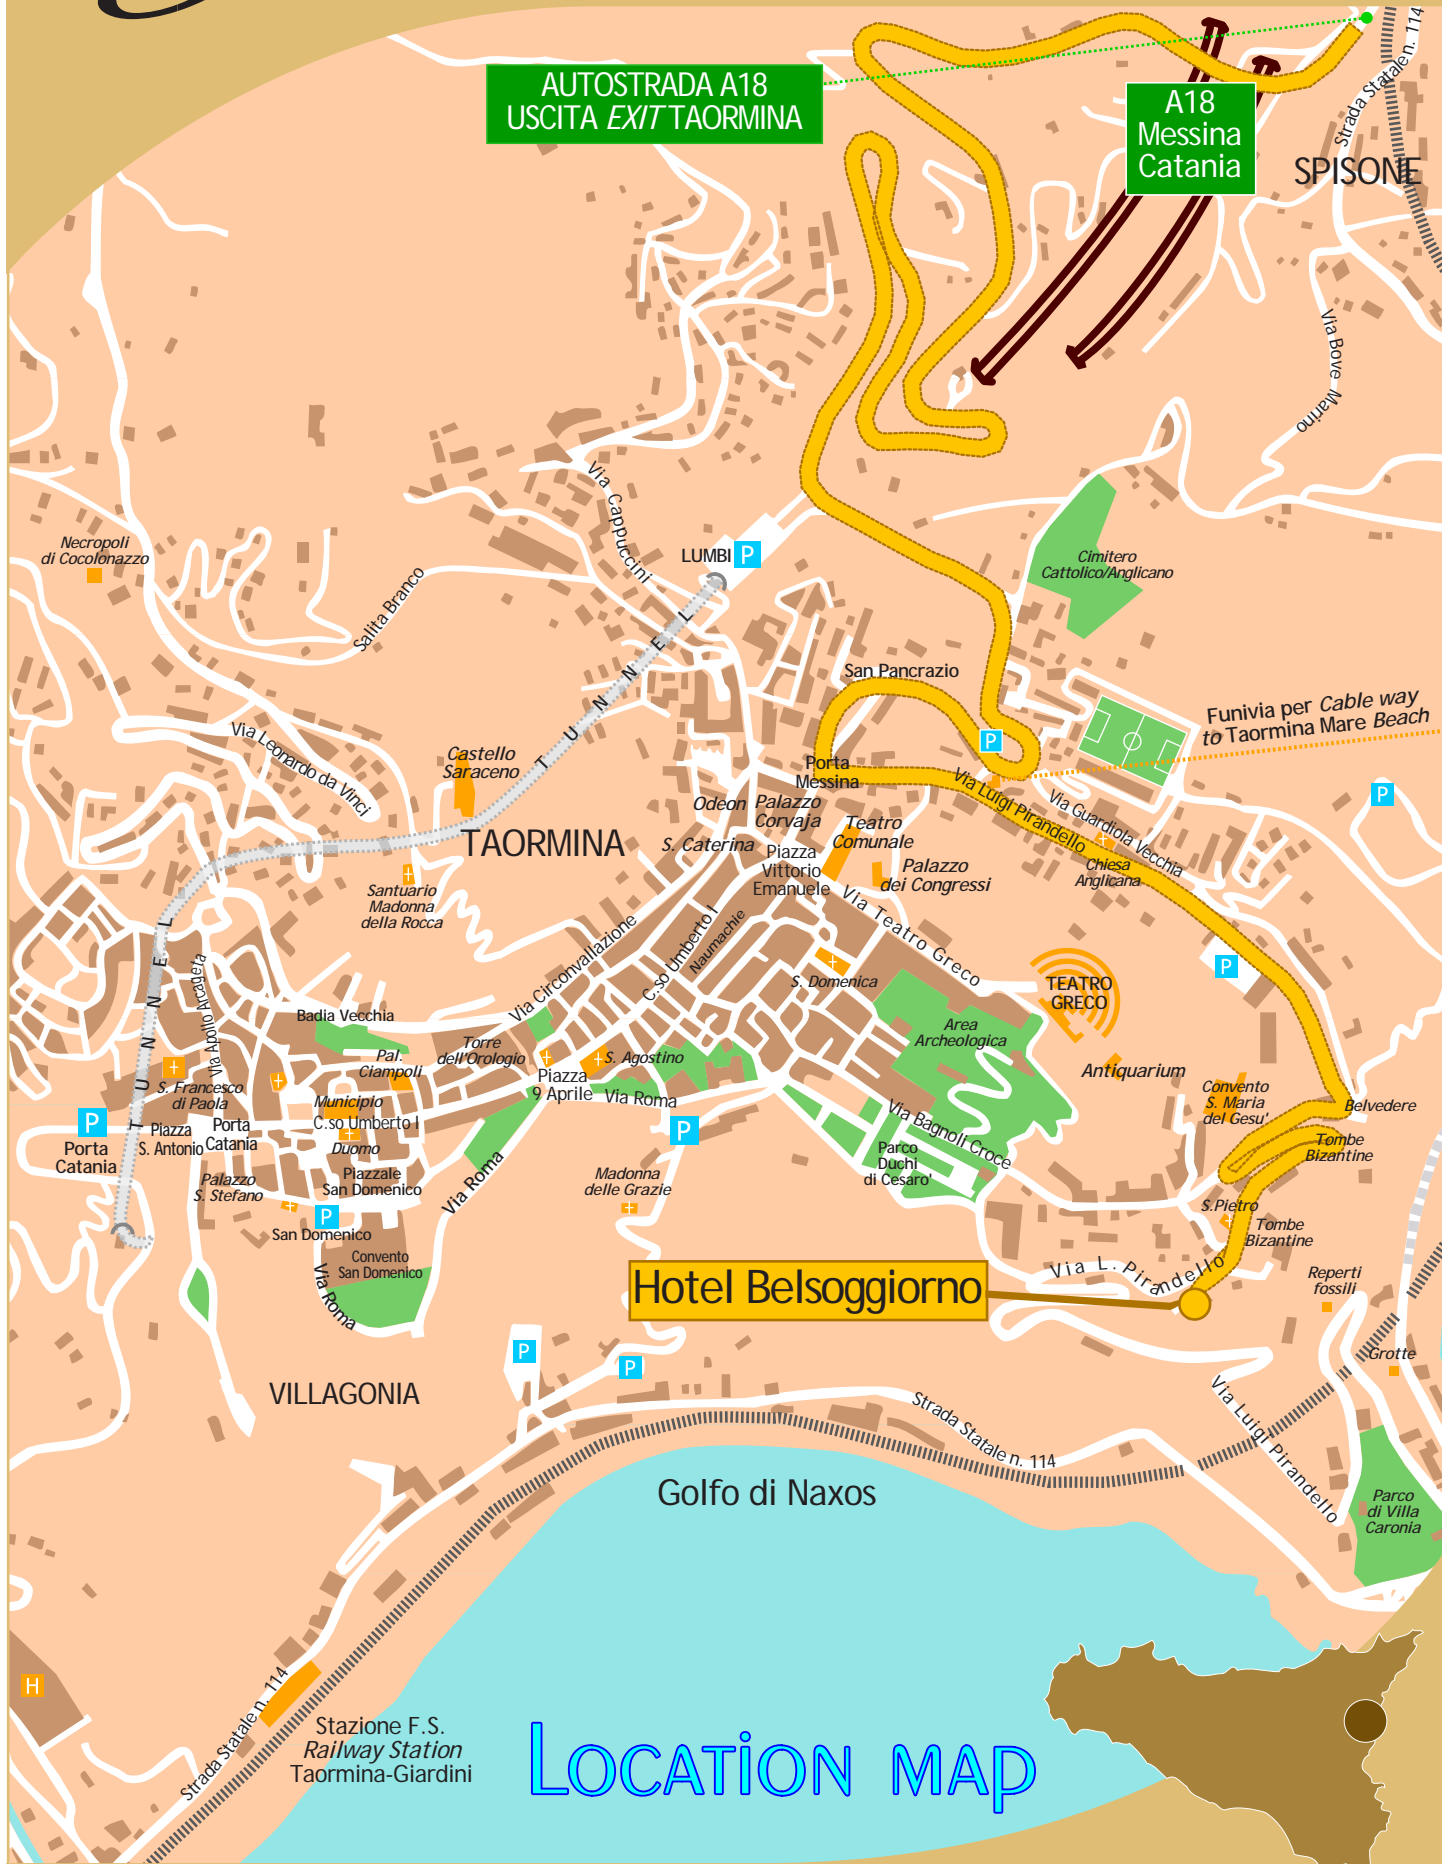 AUTOSTRADA A18
USCITA EXIT TAORMINA
A18
Messina
Catania
Strada Statale n. 114
SPISONE
Via Bove Marino
Via Cappuccini
Necropoli
di Cocolonazzo
LUMBI P
Cimitero
Cattolico/Anglicano
Salita Branco
TUNNEL
San Pancrazio
Funivia per Cable way
to Taormina Mare Beach
P
Via Leonardo da Vinci
Castello
Saraceno
Porta
Messina
Via Luigi Pirandello
Via Guardiola Vecchia
P
Odeon
Palazzo
Corvaja
TAORMINA
S. Caterina
Teatro
Comunale
Piazza
Vittorio
Emanuele
Palazzo
dei Congressi
Chiesa
Anglicana
Santuario
Madonna
della Rocca
Via Teatro Greco
Via Circonvallazione
C.so Umberto I
Naumachie
S. Domenica
P
TEATRO
GRECO
TUNNEL
Via Apollo Arcageta
Badia Vecchia
Torre
dell'Orologio
Pal.
Ciampoli
S. Agostino
Area
Archeologica
Antiquarium
S. Francesco
di Paola
Piazza
9 Aprile
Via Roma
Convento
S. Maria
del Gesu'
Belvedere
Municipio
C.so Umberto I
Duomo
P
Porta
Catania
Piazza
S. Antonio
Porta
Catania
P
Via Bagnoli Croce
Tombe
Bizantine
Parco
Duchi
di Cesaro'
Palazzo
S. Stefano
Piazzale
San Domenico
Via Roma
Madonna
delle Grazie
S.Pietro
Tombe
Bizantine
P
San Domenico
Convento
San Domenico
Via Roma
Hotel Belsoggiorno
Via L. Pirandello
Reperti
fossili
P
P
Grotte
VILLAGONIA
Strada Statale n. 114
Via Luigi Pirandello
Golfo di Naxos
Parco
di Villa
Caronia
H
Strada Statale n. 114
Stazione F.S.
Railway Station
Taormina-Giardini
LOCATION MAP